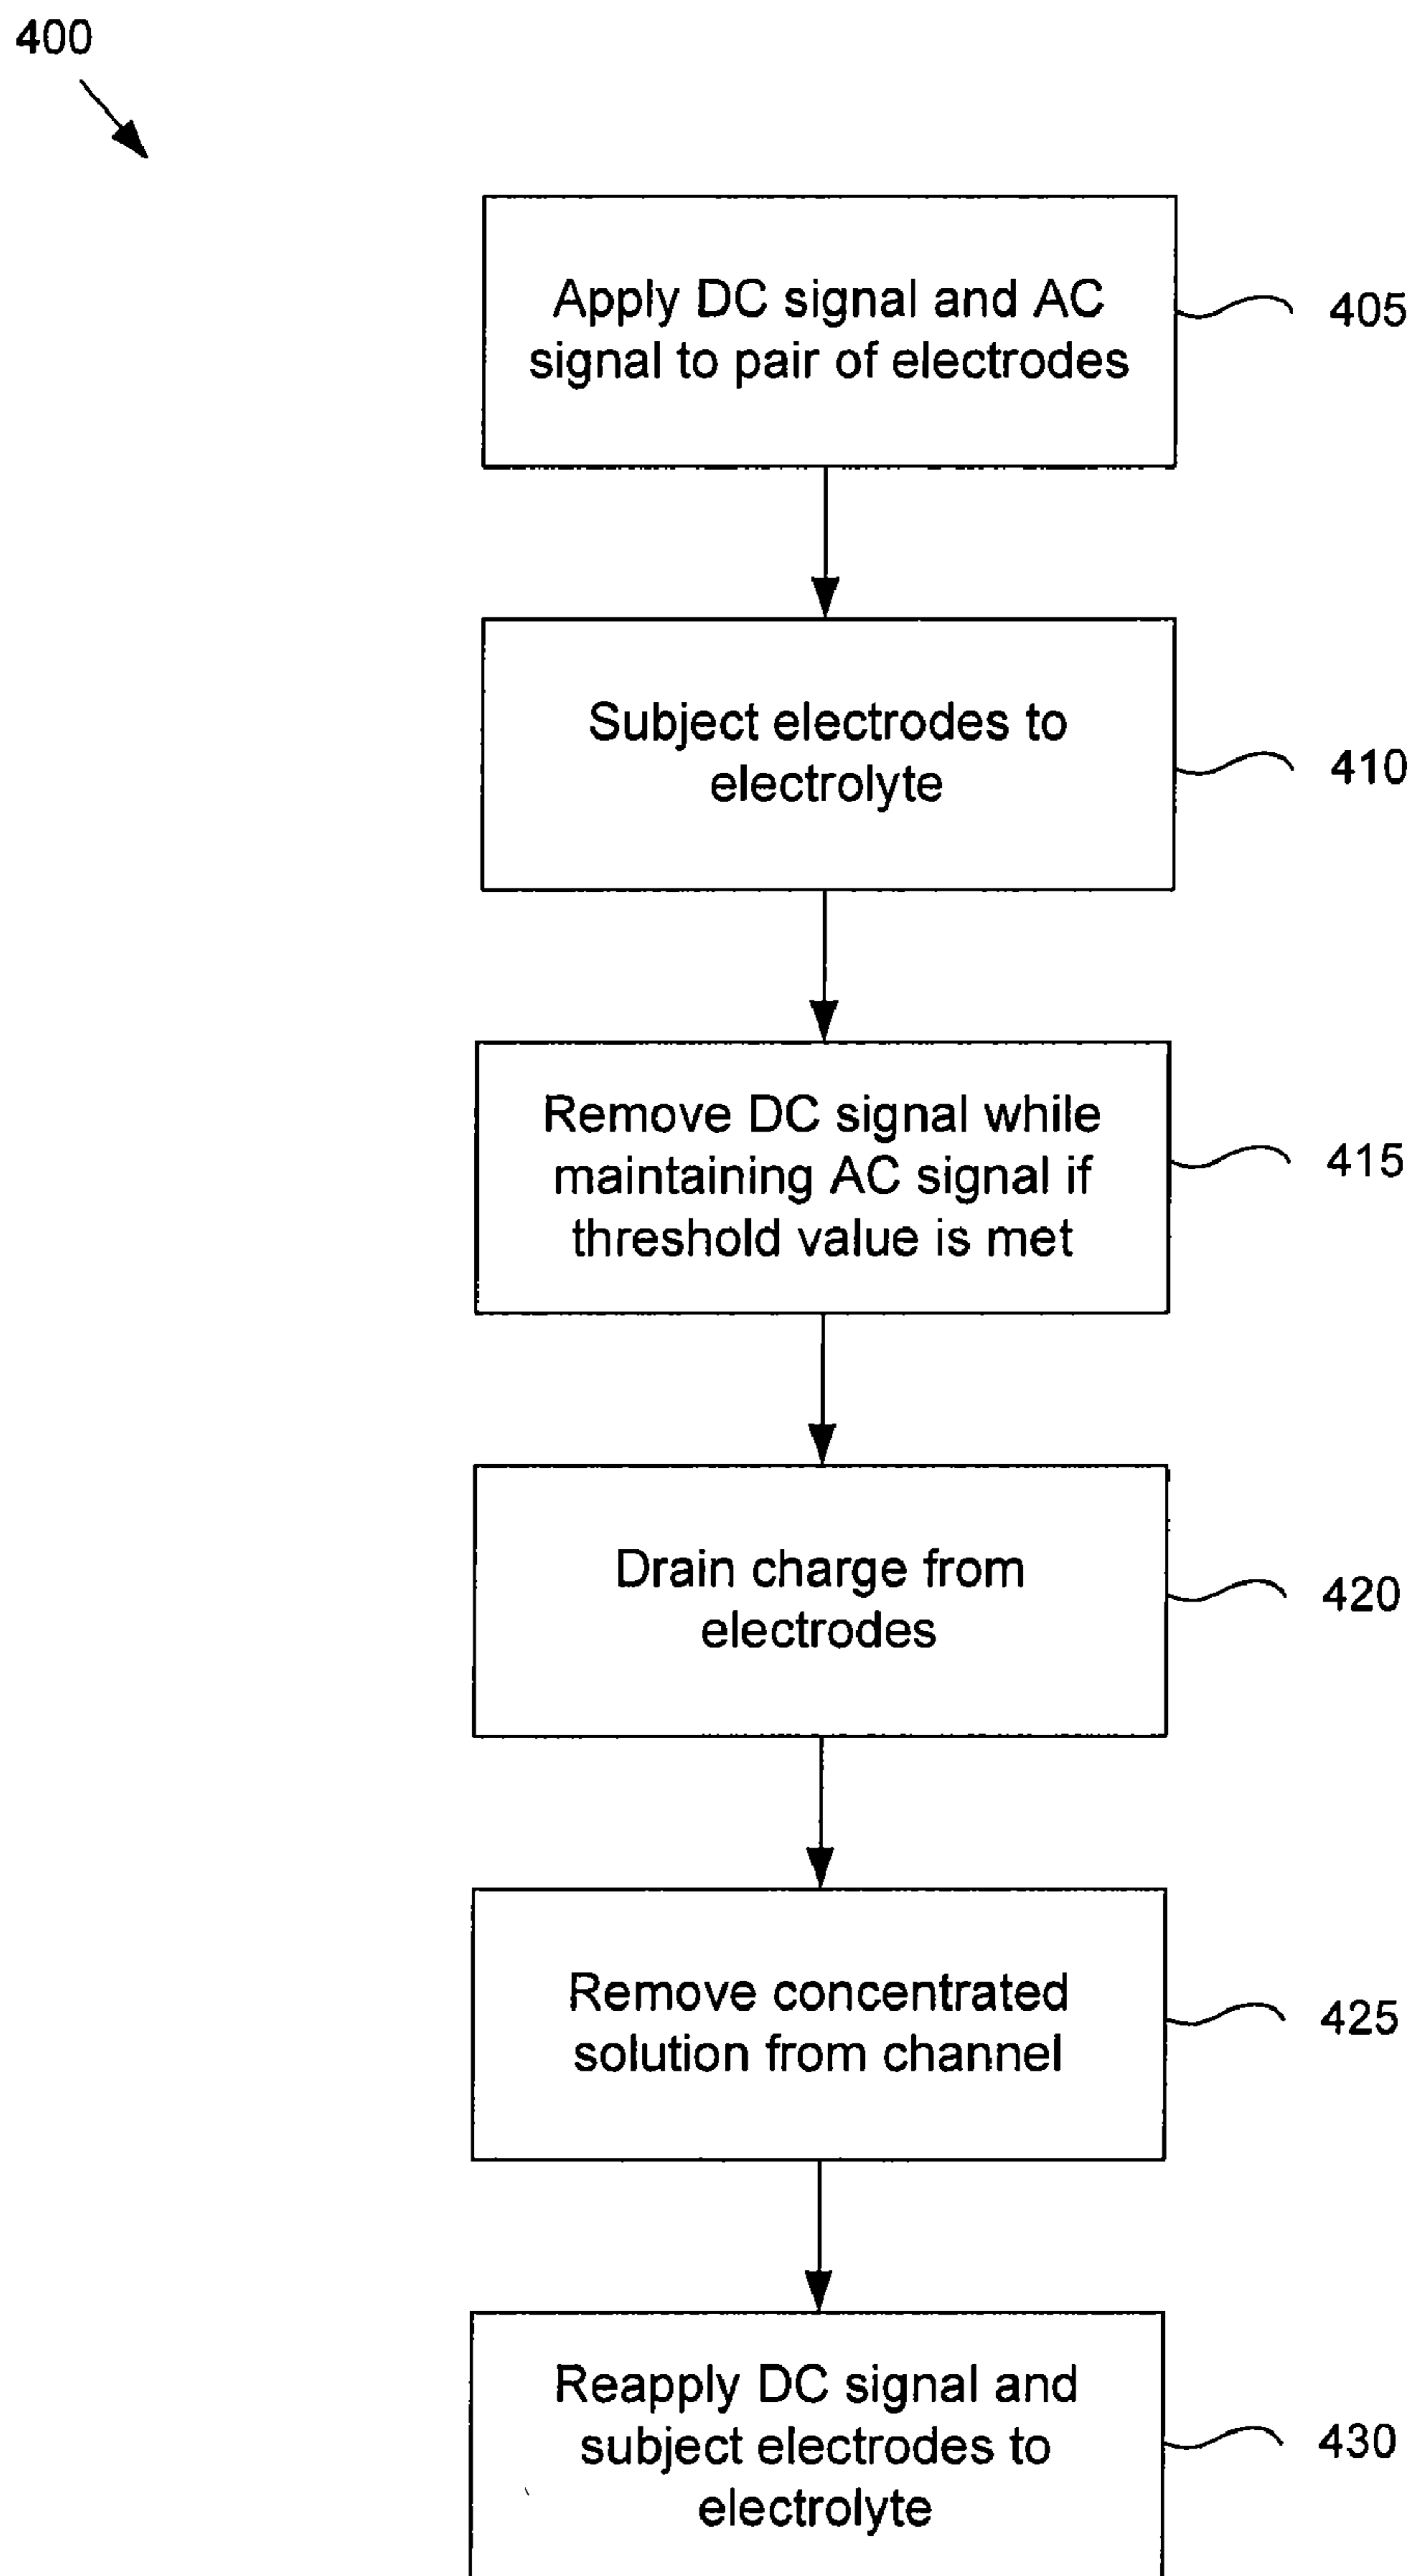 400
Apply DC signal and AC
signal to pair of electrodes
405
Subject electrodes to
electrolyte
410
Remove DC signal while
maintaining AC signal if
threshold value is met
415
Drain charge from
electrodes
420
Remove concentrated
solution from channel
425
Reapply DC signal and
subject electrodes to
electrolyte
430